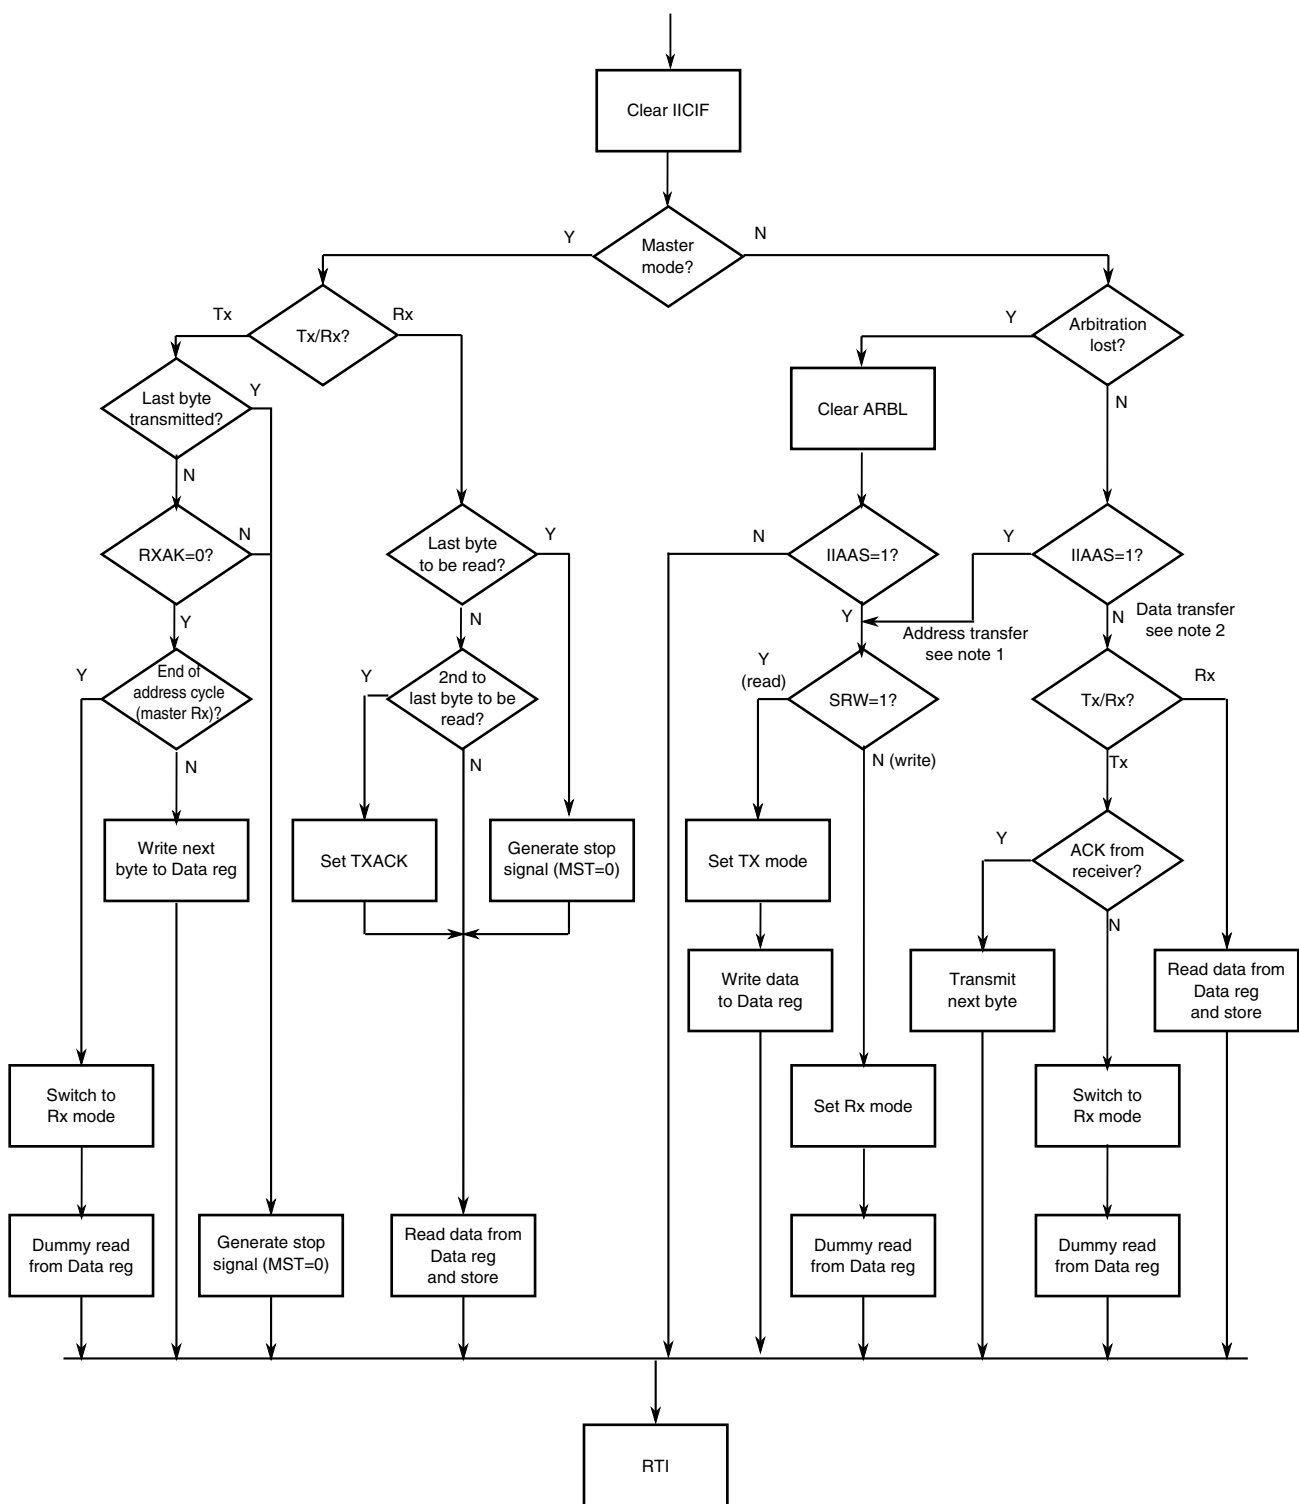 Clear IICIF
Y
N
Master
mode?
Tx
Rx
Tx/Rx?
Y
Arbitration
lost?
Last byte
transmitted?
Y
Clear ARBL
N
N
RXAK=0?
N
Last byte
to be read?
Y
N
IIAAS=1?
Y
IIAAS=1?
Y
N
Y
Address transfer
see note 1
N
Data transfer
see note 2
Y
End of
address cycle
(master Rx)?
Y
2nd to
last byte to be
read?
Y
(read)
SRW=1?
Tx/Rx?
Rx
N
N
N (write)
Tx
Write next
byte to Data reg
Set TXACK
Generate stop
signal (MST=0)
Set TX mode
Y
ACK from
receiver?
N
Write data
to Data reg
Transmit
next byte
Read data from
Data reg
and store
Switch to
Rx mode
Set Rx mode
Switch to
Rx mode
Dummy read
from Data reg
Generate stop
signal (MST=0)
Read data from
Data reg
and store
Dummy read
from Data reg
Dummy read
from Data reg
RTI